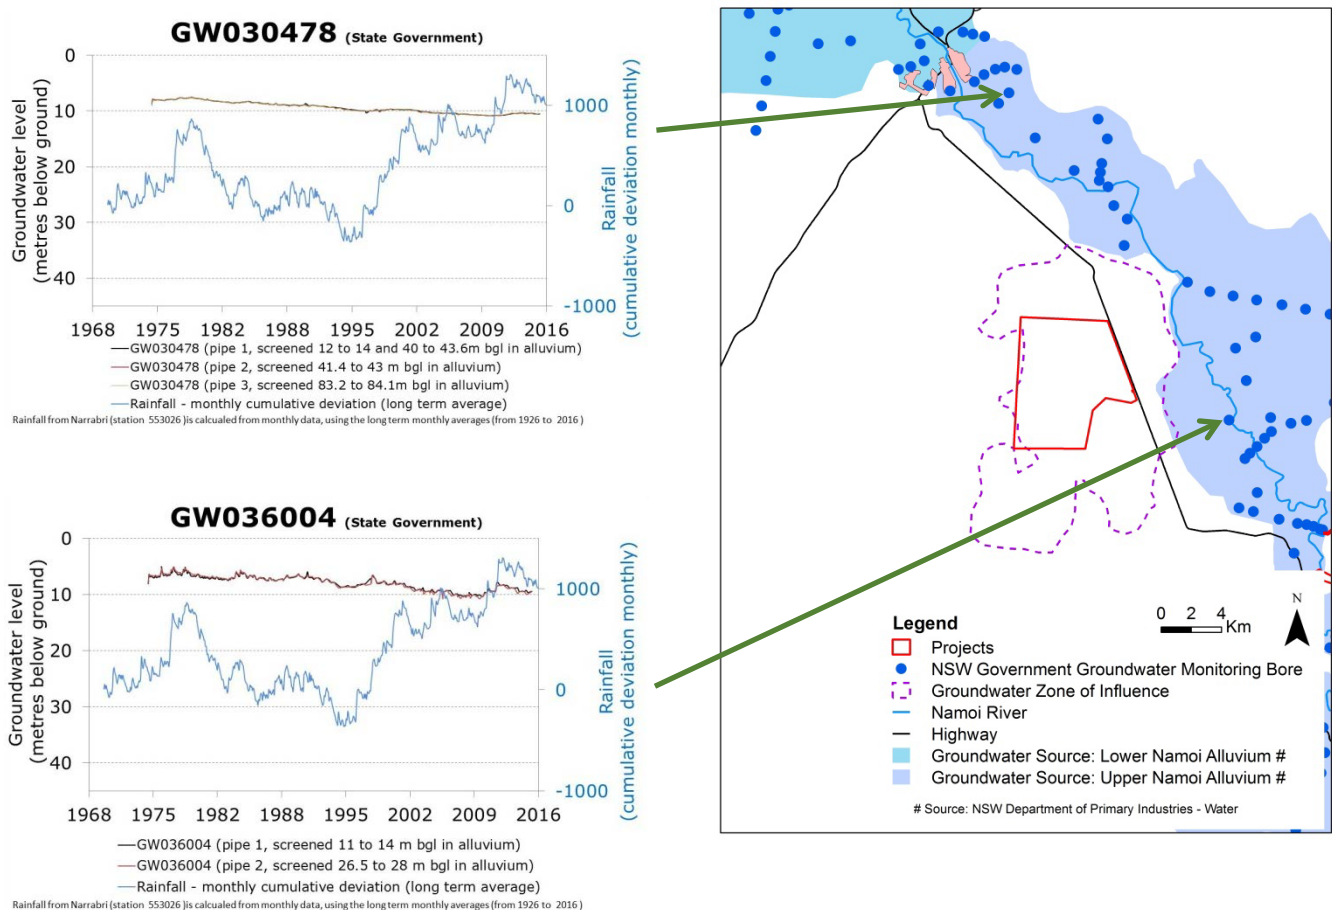 GW030478 (State Government)
Groundwater level
(metres below ground)
0
10
20
30
40
1000
0
-1000
Rainfall
(cumulative deviation monthly)
1968 1975 1982 1988 1995 2002 2009 2016
GW030478 (pipe 1, screened 12 to 14 and 40 to 43.6m bgl in alluvium)
GW030478 (pipe 2, screened 41.4 to 43 m bgl in alluvium)
GW030478 (pipe 3, screened 83.2 to 84.1m bgl in alluvium)
Rainfall - monthly cumulative deviation (long term average)
Rainfall from Narrabri (station 553026 )is calcualed from monthly data, using the long term monthly averages (from 1926 to 2016 )
GW036004 (State Government)
Groundwater level
(metres below ground)
0
10
20
30
40
1000
0
-1000
Rainfall
(cumulative deviation monthly)
1968 1975 1982 1988 1995 2002 2009 2016
GW036004 (pipe 1, screened 11 to 14 m bgl in alluvium)
GW036004 (pipe 2, screened 26.5 to 28 m bgl in alluvium)
Rainfall - monthly cumulative deviation (long term average)
Rainfall from Narrabri (station 553026 )is calcualed from monthly data, using the long term monthly averages (from 1926 to 2016 )
N
0 2 4 Km
Legend
Projects
NSW Government Groundwater Monitoring Bore
Groundwater Zone of Influence
Namoi River
Highway
Groundwater Source: Lower Namoi Alluvium #
Groundwater Source: Upper Namoi Alluvium #
# Source: NSW Department of Primary Industries - Water